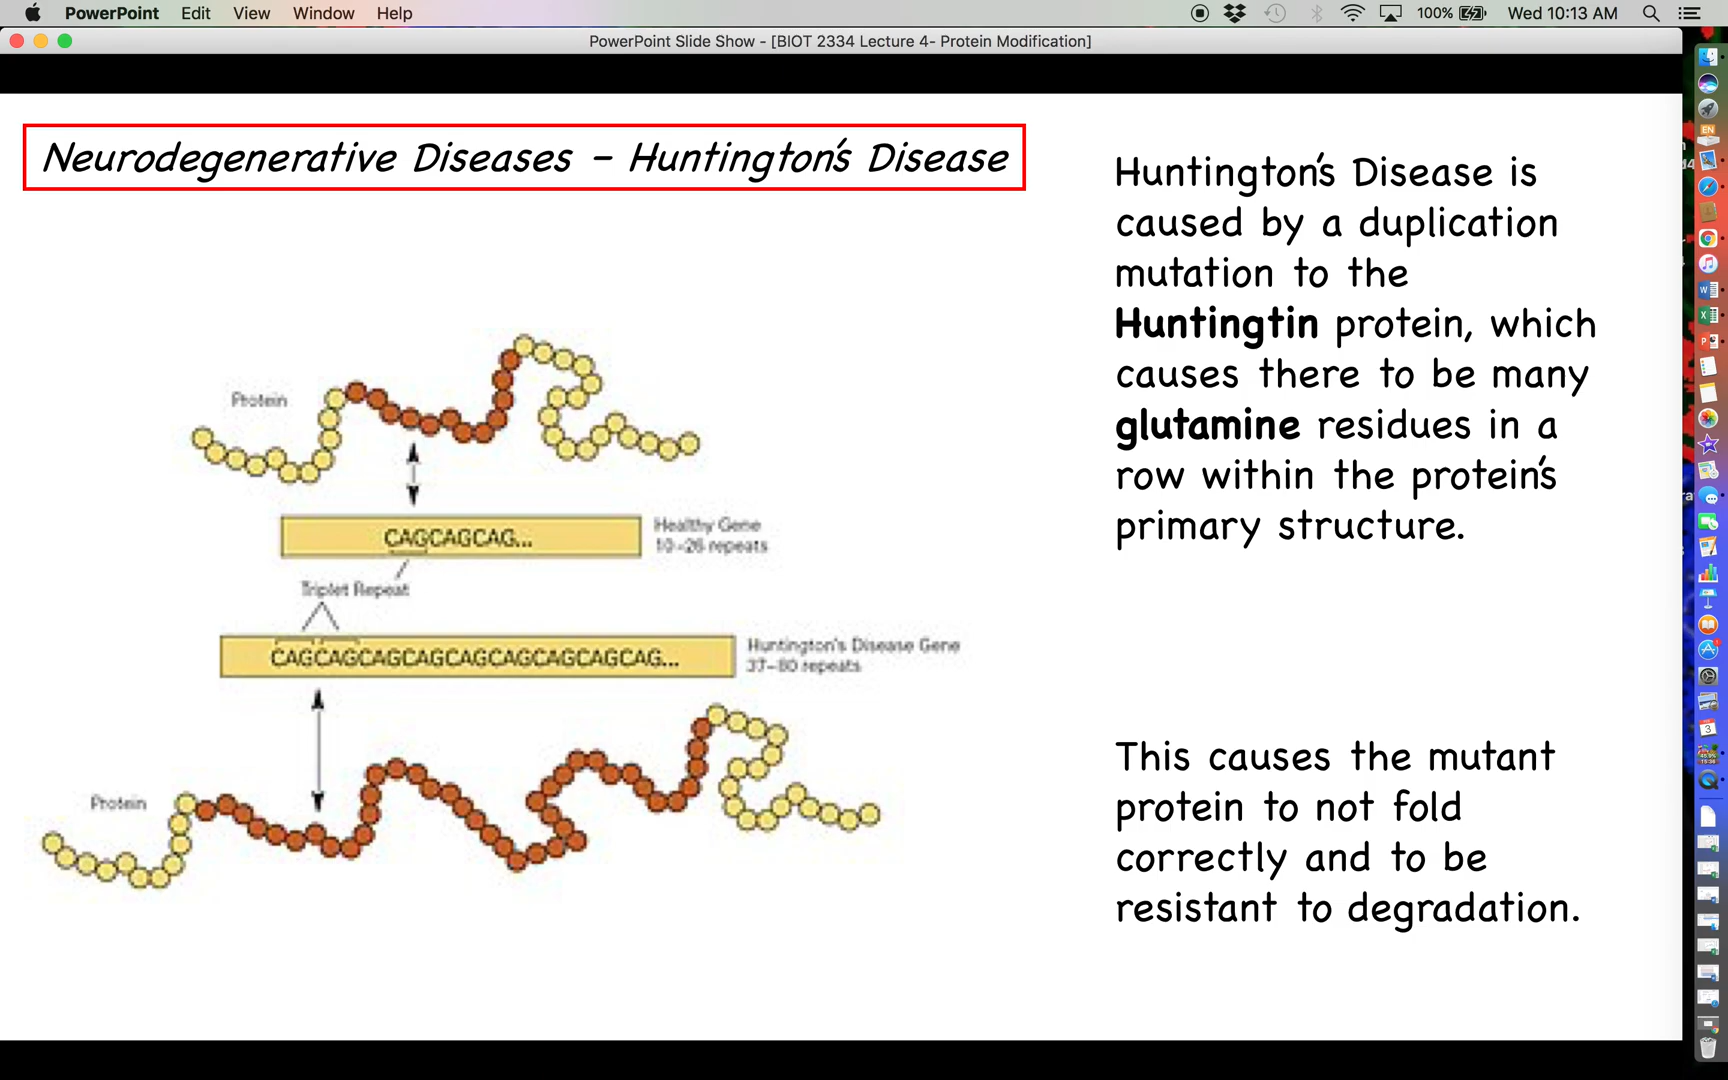 PowerPoint Edit View Window Help
100% Wed 10:13 AM
PowerPoint Slide Show - [BIOT 2334 Lecture 4- Protein Modification]
Neurodegenerative Diseases – Huntington's Disease
Protein
CAGCAGCAG...
Healthy Gene
10-26 repeats
Triplet Repeat
CAGCAGCAGCAGCAGCAGCAGCAGCAG...
Huntington's Disease Gene
37-80 repeats
Protein
Huntington's Disease is
caused by a duplication
mutation to the
Huntingtin protein, which
causes there to be many
glutamine residues in a
row within the protein's
primary structure.
This causes the mutant
protein to not fold
correctly and to be
resistant to degradation.